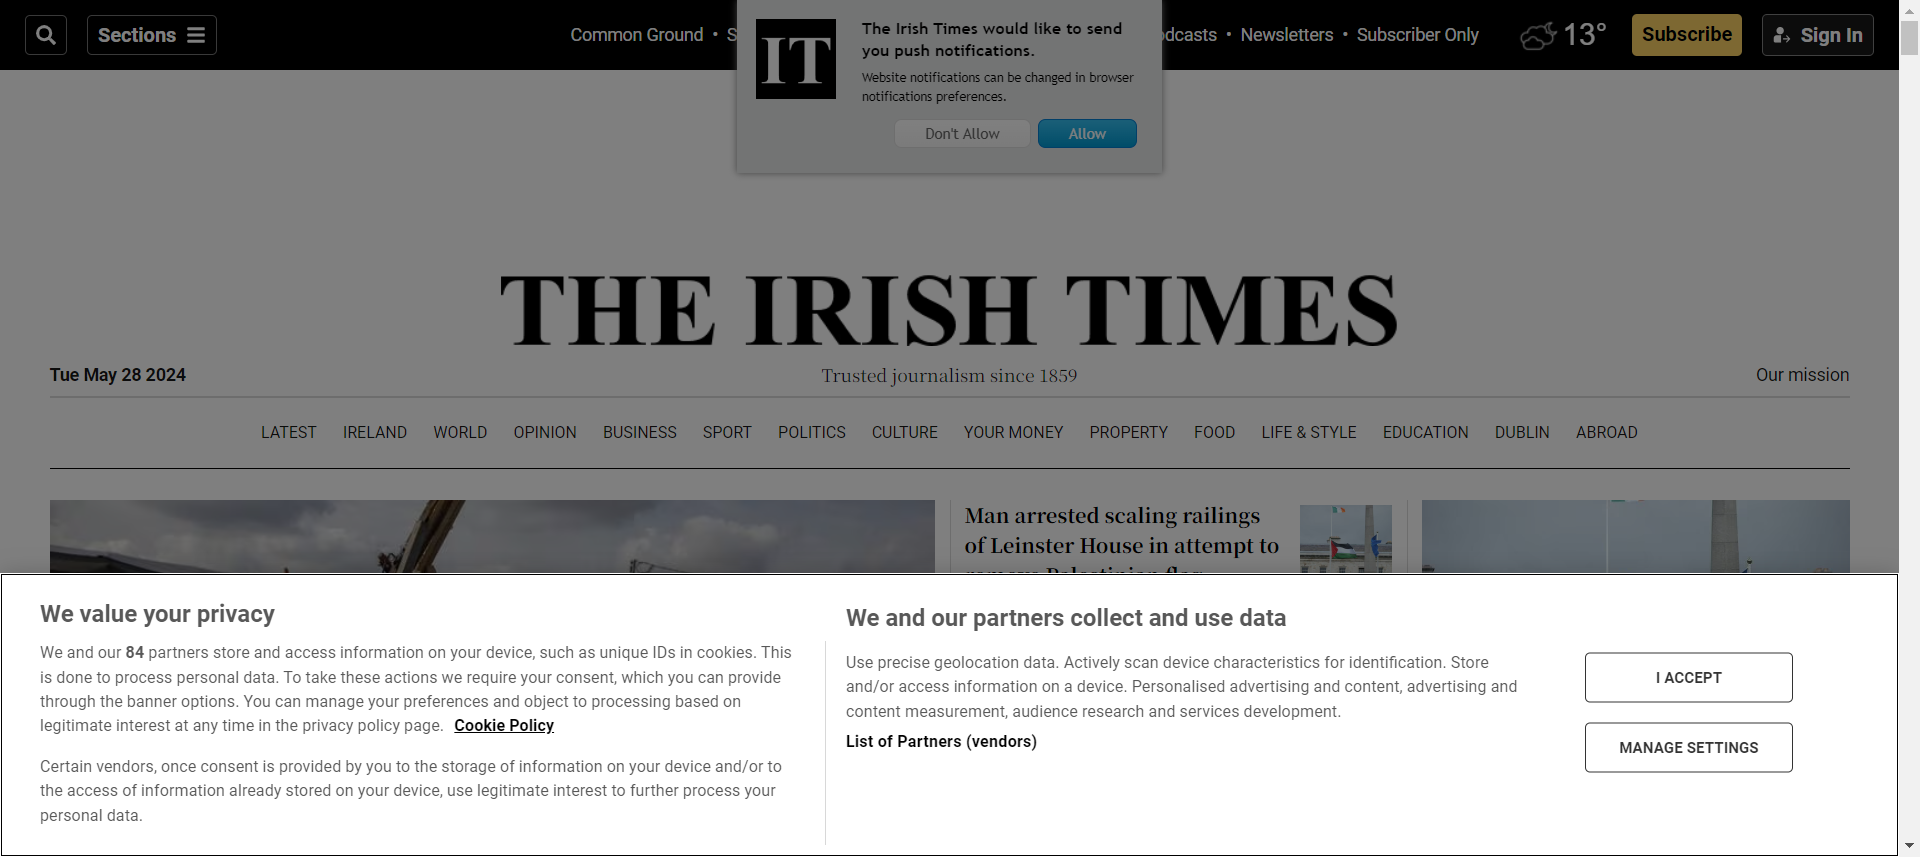 Sections
Common Ground • S
dcasts • Newsletters • Subscriber Only
13°
Subscribe
Sign In
IT
The Irish Times would like to send
you push notifications.
Website notifications can be changed in browser
notifications preferences.
Don't Allow
Allow
THE IRISH TIMES
Tue May 28 2024
Trusted journalism since 1859
Our mission
LATEST IRELAND WORLD OPINION BUSINESS SPORT POLITICS CULTURE YOUR MONEY PROPERTY FOOD LIFE & STYLE EDUCATION DUBLIN ABROAD
Man arrested scaling railings
of Leinster House in attempt to
remove Palestinian flag
We value your privacy
We and our 84 partners store and access information on your device, such as unique IDs in cookies. This
is done to process personal data. To take these actions we require your consent, which you can provide
through the banner options. You can manage your preferences and object to processing based on
legitimate interest at any time in the privacy policy page. Cookie Policy
Certain vendors, once consent is provided by you to the storage of information on your device and/or to
the access of information already stored on your device, use legitimate interest to further process your
personal data.
We and our partners collect and use data
Use precise geolocation data. Actively scan device characteristics for identification. Store
and/or access information on a device. Personalised advertising and content, advertising and
content measurement, audience research and services development.
List of Partners (vendors)
I ACCEPT
MANAGE SETTINGS